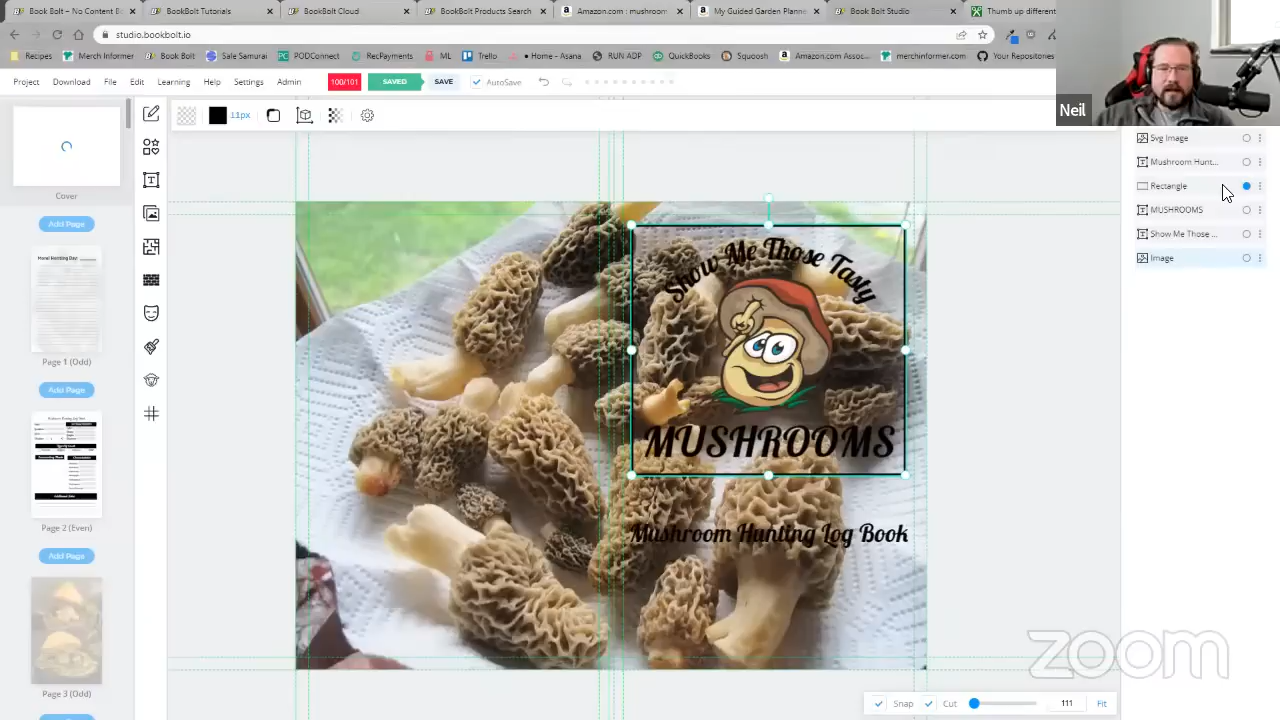 Book Bolt – No Content B
BookBolt Tutorials
BookBolt Cloud
BookBolt Products Search
Amazon.com : mushroom
My Guided Garden Planne
Book Bolt Studio
Thumb up different
studio.bookbolt.io
Recipes
Merch Informer
Book Bolt
Sale Samurai
PODConnect
RecPayments
ML
Trello
Home – Asana
RUN ADP
QuickBooks
Squoosh
Amazon.com Assoc...
merchinformer.com
Your Repositories
Project
Download
File
Edit
Learning
Help
Settings
Admin
100/101
SAVED
SAVE
AutoSave
11px
Neil
Cover
Add Page
Page 1 (Odd)
Add Page
Page 2 (Even)
Add Page
Page 3 (Odd)
Show Me Those Tasty
MUSHROOMS
Mushroom Hunting Log Book
Svg Image
Mushroom Hunt...
Rectangle
MUSHROOMS
Show Me Those ...
Image
zoom
Snap
Cut
111
Fit